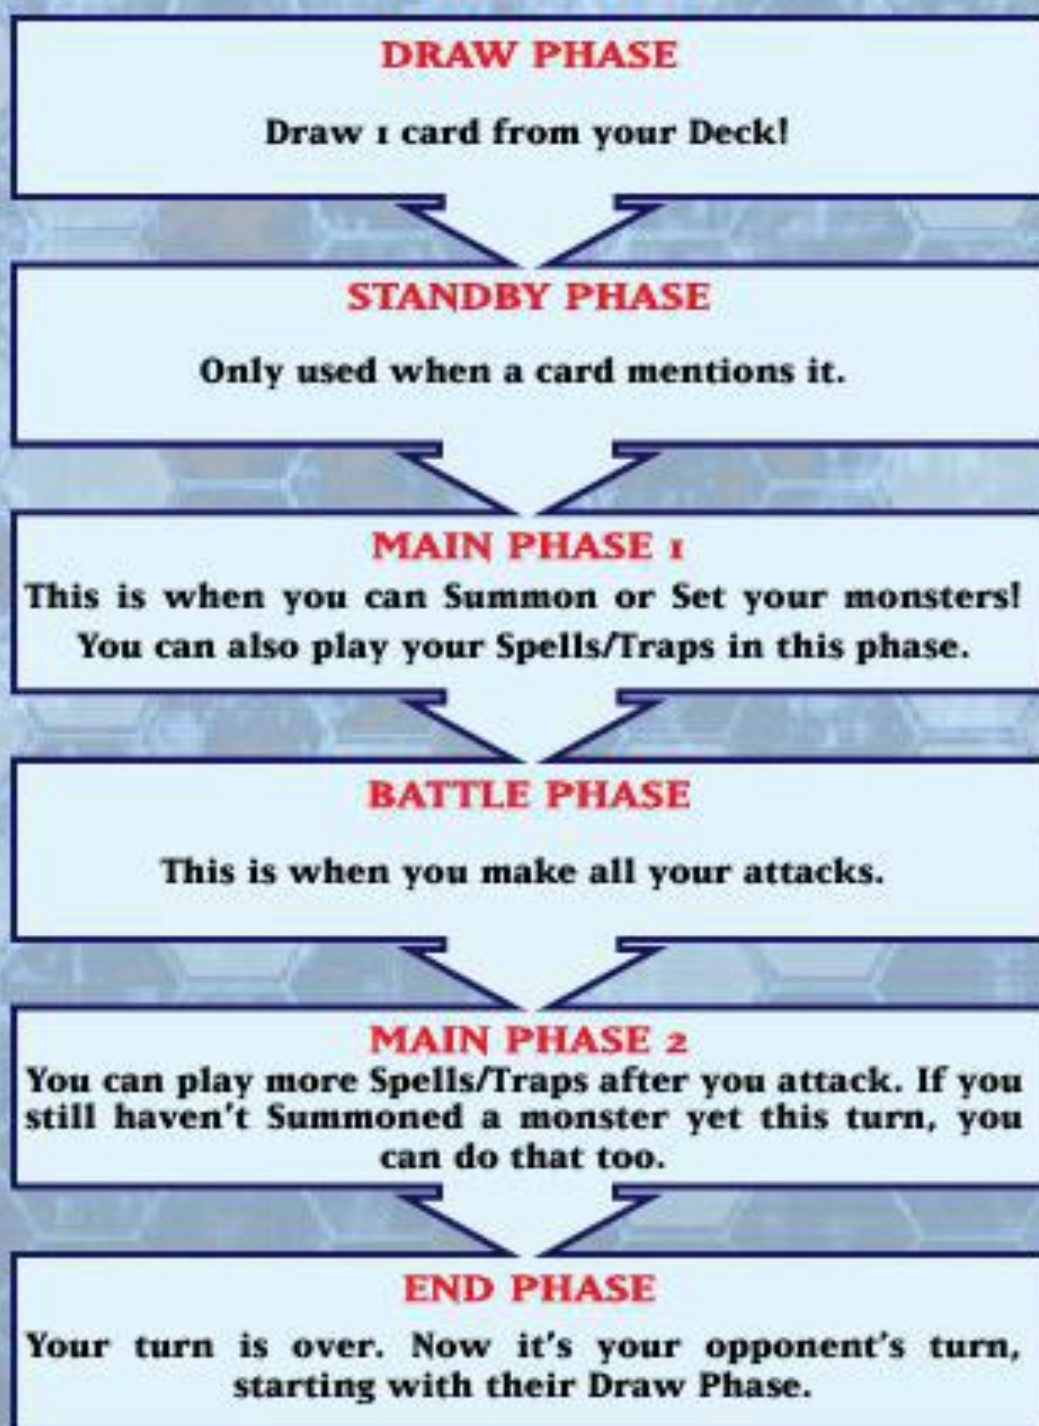 DRAW PHASE
Draw 1 card from your Deck!
STANDBY PHASE
Only used when a card mentions it.
MAIN PHASE 1
This is when you can Summon or Set your monsters!
You can also play your Spells/Traps in this phase.
BATTLE PHASE
This is when you make all your attacks.
MAIN PHASE 2
You can play more Spells/Traps after you attack. If you
still haven't Summoned a monster yet this turn, you
can do that too.
END PHASE
Your turn is over. Now it's your opponent's turn,
starting with their Draw Phase.